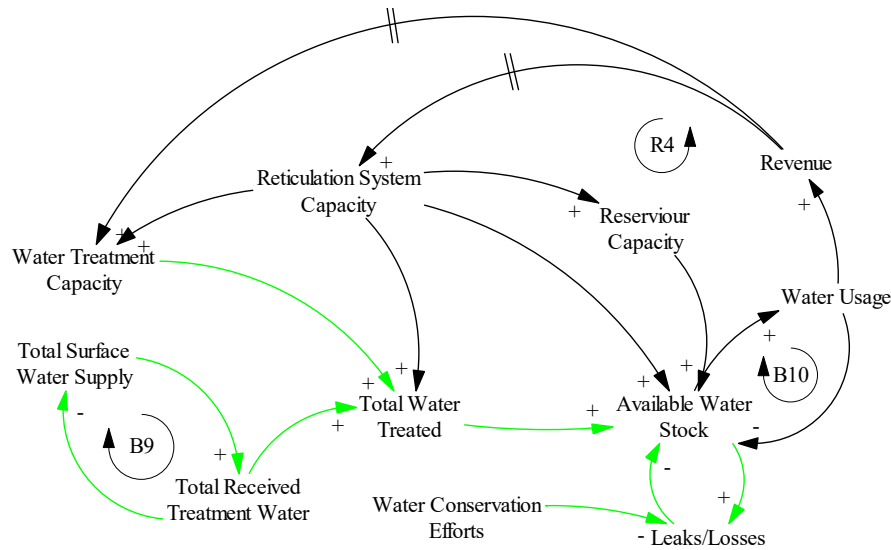 R4
Revenue
+
Reticulation System
Capacity
+
+
Reserviour
Capacity
+
+
+
Water Treatment
Capacity
Water Usage
+
Total Surface
Water Supply
-
+
+
+
+
+
B10
Total Water
Treated
+
Available Water
Stock
-
B9
+
Total Received
Treatment Water
-
+
Water Conservation
Efforts
- Leaks/Losses